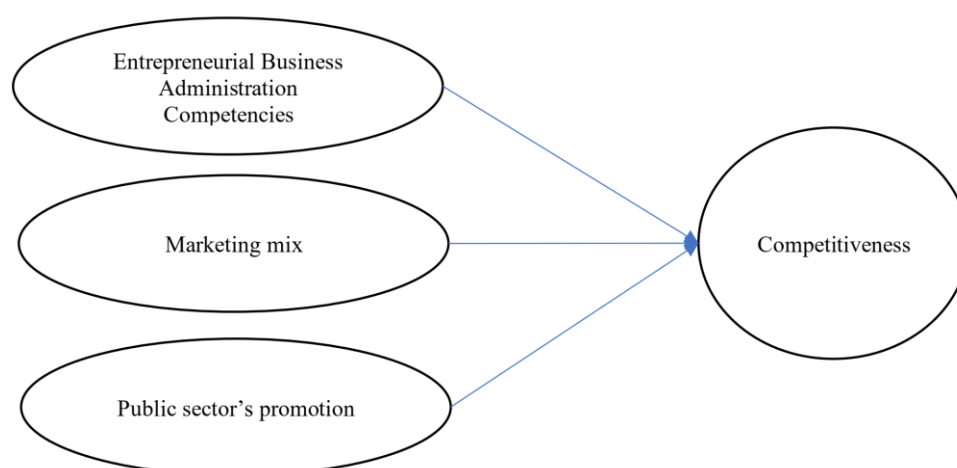 Entrepreneurial Business
Administration
Competencies
Marketing mix
Competitiveness
Public sector’s promotion